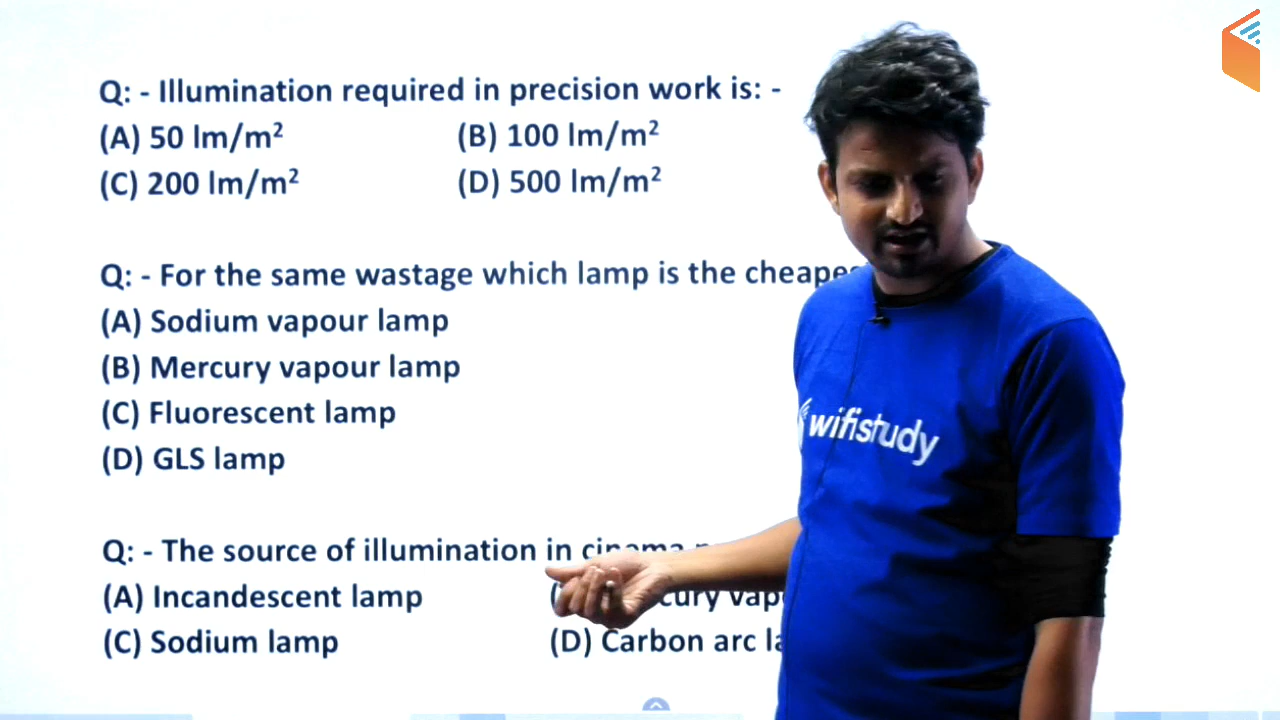 Q: - Illumination required in precision work is: -
(A) 50 lm/m²
(B) 100 lm/m²
(C) 200 lm/m²
(D) 500 lm/m²
Q: - For the same wastage which lamp is the
(A) Sodium vapour lamp
(B) Mercury vapour lamp
(C) Fluorescent lamp
(D) GLS lamp
Q: - The source of illumination in
(A) Incandescent lamp
(C) Sodium lamp
(D) Carbon arc
wifistudy